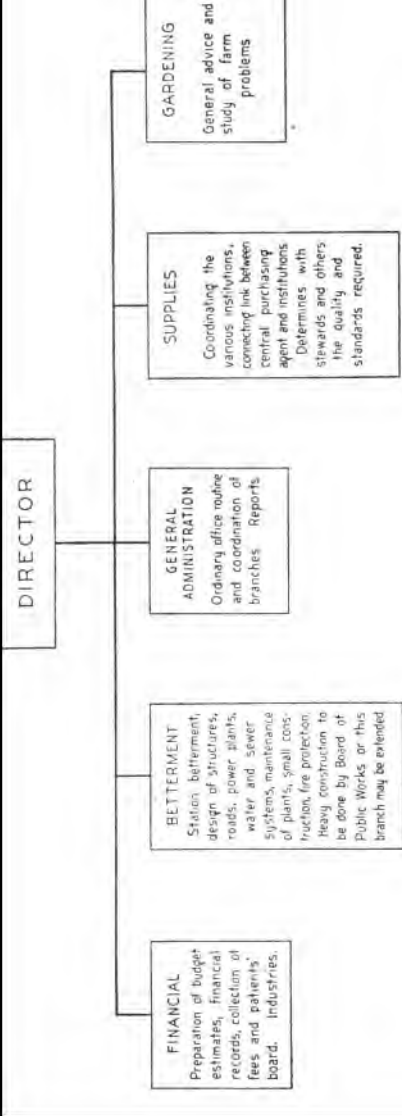 DIRECTOR
FINANCIAL
Preparation of budget
estimates, financial
records, collection of
fees and patients'
board. Industries.
BETTERMENT
Station betterment,
design of structures,
roads, power plants,
water and sewer
systems, maintenance
of plants, small cons-
truction, fire protection.
Heavy construction to
be done by Board of
Public Works or this
branch may be extended
GENERAL
ADMINISTRATION
Ordinary office routine
and coordination of
branches Reports
SUPPLIES
Coordinating the
various institutions,
connecting link between
central purchasing
agent and institutions
Determines with
stewards and others
the quality and
standards required.
GARDENING
General advice and
study of farm
problems